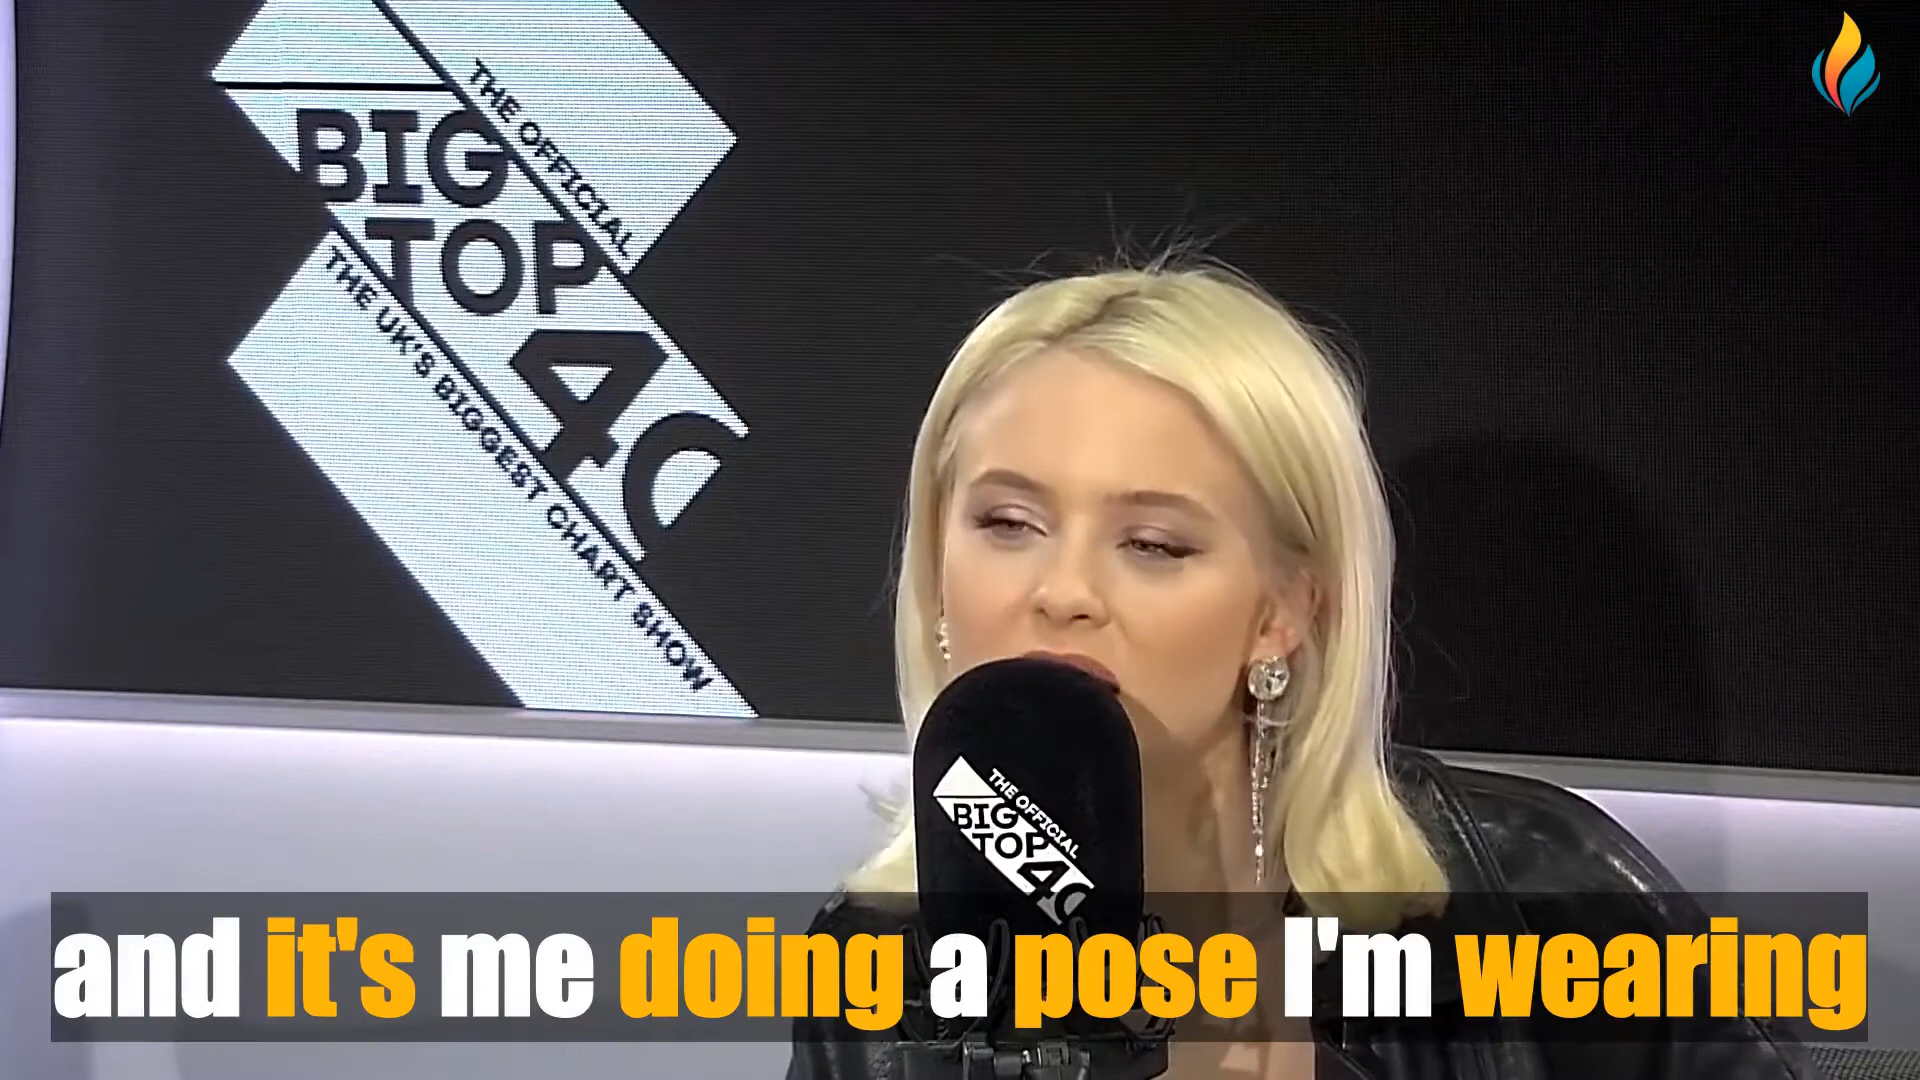 THE OFFICIAL
BIG
TOP
40
THE UK'S BIGGEST CHART SHOW
THE OFFICIAL
BIG
TOP
40
and it's me doing a pose I'm wearing